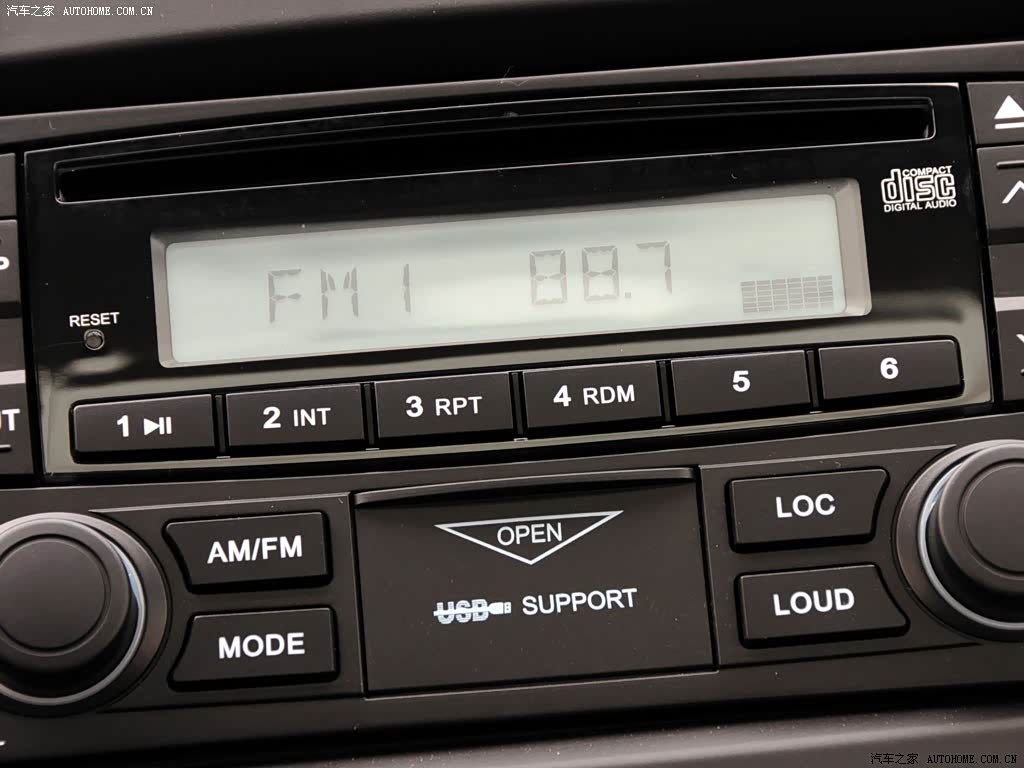 汽车之家 AUTOHOME.COM.CN
COMPACT
disc
DIGITAL AUDIO
FM1 88.7
RESET
1 2 INT 3 RPT 4 RDM 5 6
AM/FM
OPEN
LOC
USB SUPPORT
MODE
LOUD
汽车之家 AUTOHOME.COM.CN